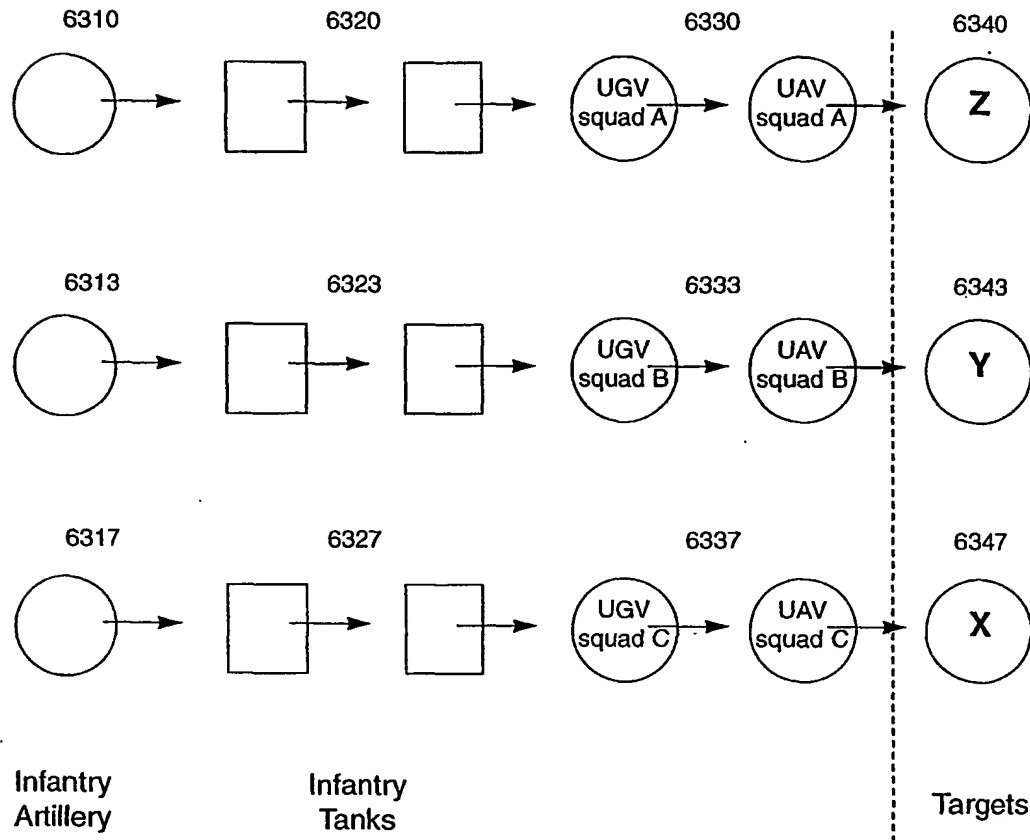 6310 6320 6330 6340
UGV UAV Z
squad A squad A
6313 6323 6333 6343
UGV UAV Y
squad B squad B
6317 6327 6337 6347
UGV UAV X
squad C squad C
Infantry Infantry
Artillery Tanks Targets